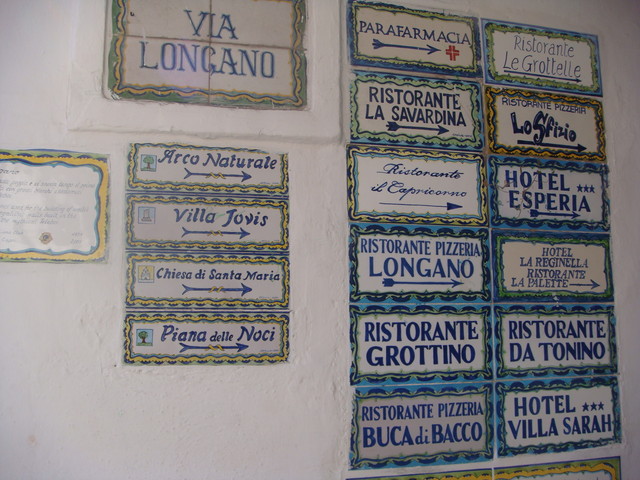 VIA
LONGANO
Arco Naturale
Villa Jovis
Chiesa di Santa Maria
Piana delle Noci
PARAFARMACIA
Ristorante
Le Grottelle
RISTORANTE
LA SAVARDINA
RISTORANTE PIZZERIA
Lo Sfizio
Ristorante
il Capricorno
HOTEL ***
ESPERIA
RISTORANTE PIZZERIA
LONGANO
HOTEL
LA REGINELLA
RISTORANTE
LA PALETTE
RISTORANTE
GROTTINO
RISTORANTE
DA TONINO
RISTORANTE PIZZERIA
BUCA di BACCO
HOTEL ***
VILLA SARAH